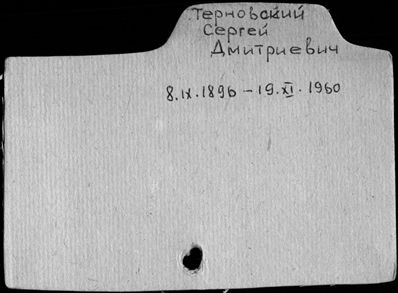 Терновский
Сергей
Дмитриевич
8.IX.1896 – 19.XI.1960